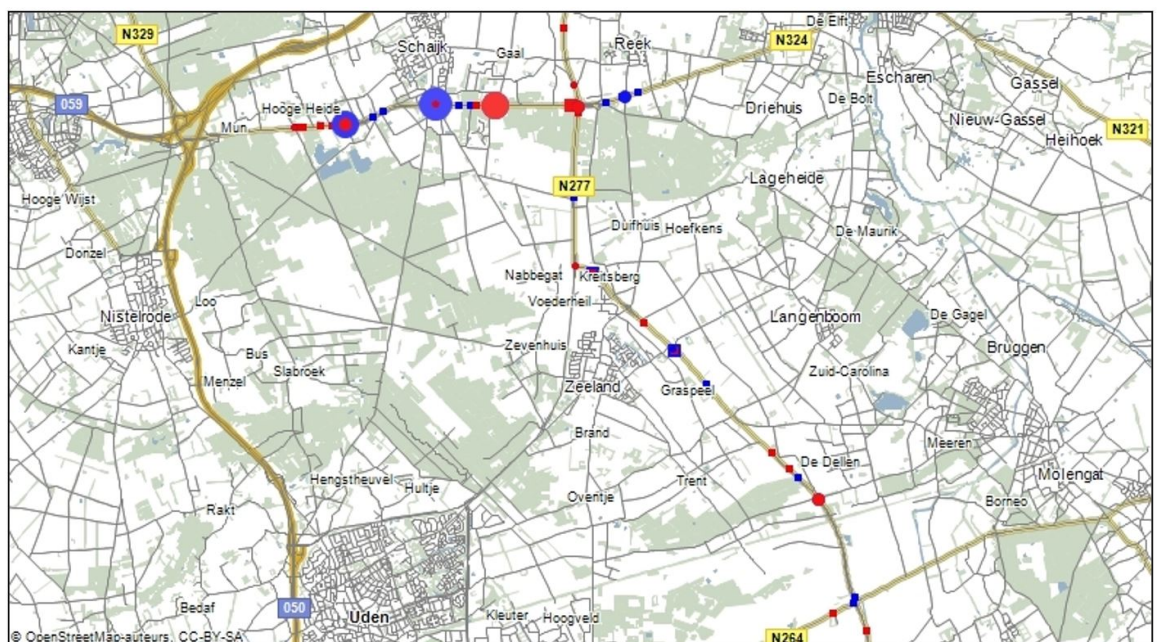 De Elft
N329
N324
Schaijk
Reek
Gaal
Escharen
Gassel
059
De Bolt
Hooge Heide
Driehuis
Nieuw-Gassel
N321
Mun
Heihoek
Lageheide
N277
Hooge Wijst
Duifhuis
Hoefkens
De Maurik
Donzel
Nabbegat
Kreitsberg
Loo
Voederheil
Nistelrode
Langenboom
De Gagel
Zevenhuis
Kantje
Bus
Bruggen
Slabroek
Zuid-Carolina
Menzel
Zeeland
Graspeel
Brand
Meeren
De Dellen
Molengat
Hengstheuvel
Trent
Hultje
Oventje
Borneo
Rakt
Bedaf
050
Uden
Kleuter
Hoogveld
© OpenStreetMap-auteurs, CC-BY-SA
N264